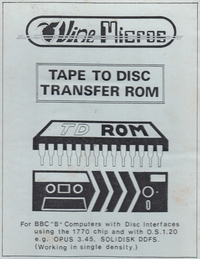 Vine Micros
TAPE TO DISC
TRANSFER ROM
TD ROM
For BBC "B" Computers with Disc Interfaces
using the 1770 chip and with O.S.1.20
e.g. OPUS 3.45, SOLIDISK DDFS.
(Working in single density.)